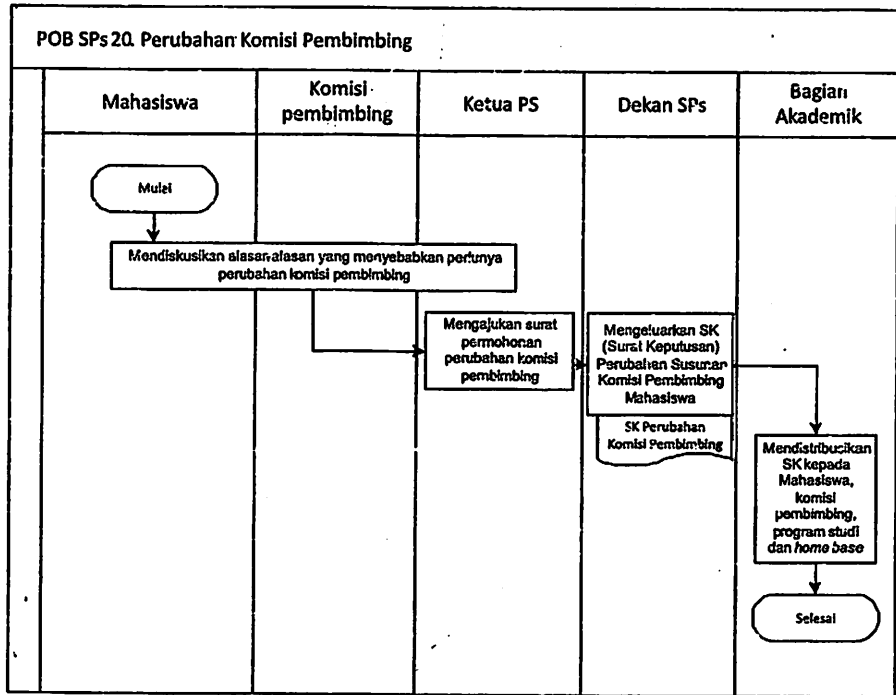 POB SPs 20. Perubahan Komisi Pembimbing
Mahasiswa
Komisi
pembimbing
Ketua PS
Dekan SPs
Bagian
Akademik
Mulai
Mendiskusikan alasan-alasan yang menyebabkan perlunya
perubahan komisi pembimbing
Mengajukan surat
permohonan
perubahan komisi
pembimbing
Mengeluarkan SK
(Surat Keputusan)
Perubahan Susunan
Komisi Pembimbing
Mahasiswa
SK Perubahan
Komisi Pembimbing
Mendistribusikan
SK kepada
Mahasiswa,
komisi
pembimbing,
program studi
dan home base
Selesai